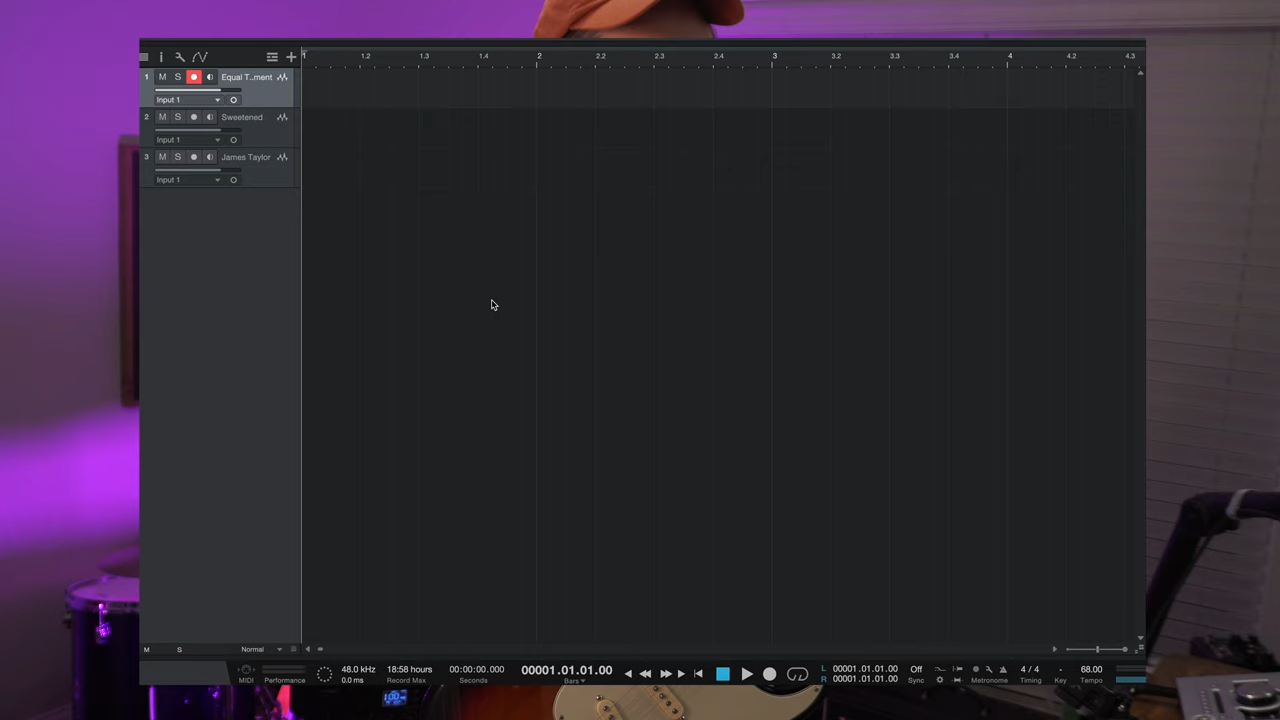 1 1.2 1.3 1.4 2 2.2 2.3 2.4 3 3.2 3.3 3.4 4 4.2 4.3
1 M S Equal T..ment
Input 1
2 M S Sweetened
Input 1
3 M S James Taylor
Input 1
M S Normal
MIDI
Performance
48.0 kHz
0.0 ms
18:58 hours
Record Max
00:00:00.000
Seconds
00001.01.01.00
Bars
L 00001.01.01.00
R 00001.01.01.00
Off
Sync
Metronome
4 / 4
Timing
-
Key
68.00
Tempo
100